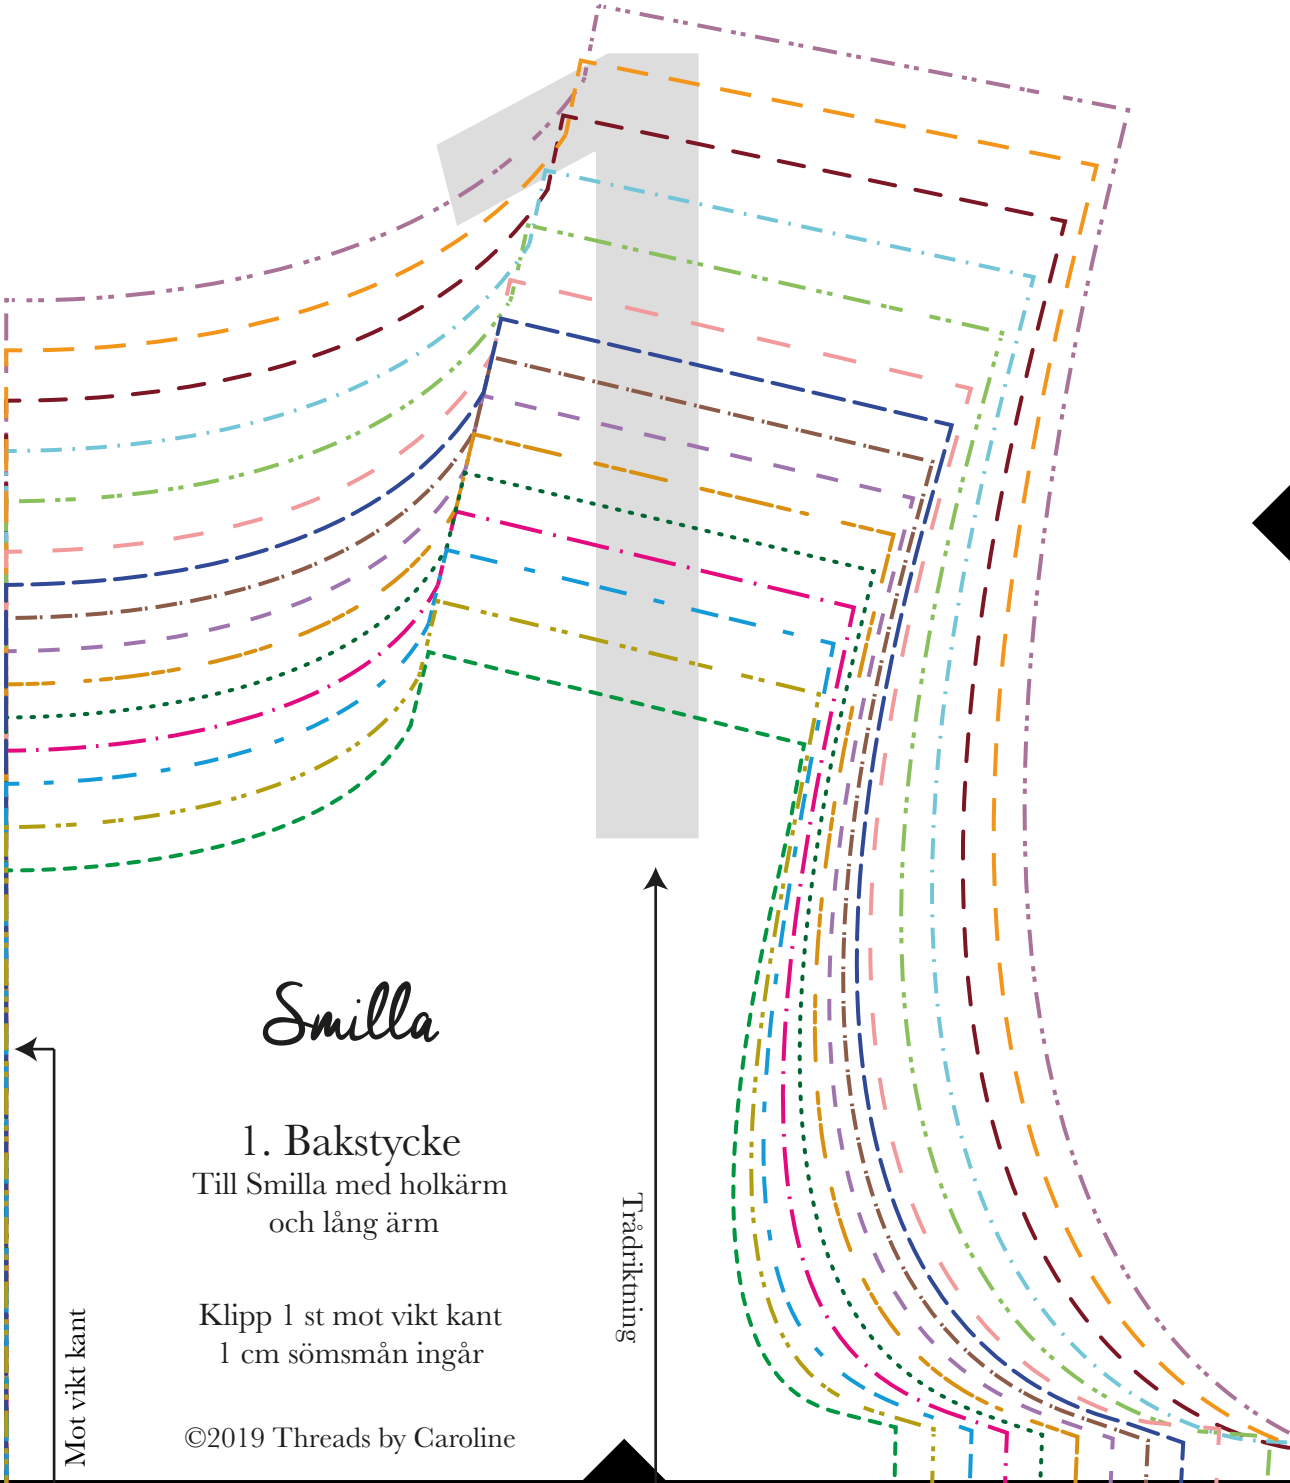 1
Smilla
1. Bakstycke
Till Smilla med holkärm
och lång ärm
Klipp 1 st mot vikt kant
1 cm sömsmån ingår
©2019 Threads by Caroline
Mot vikt kant
Trådriktning